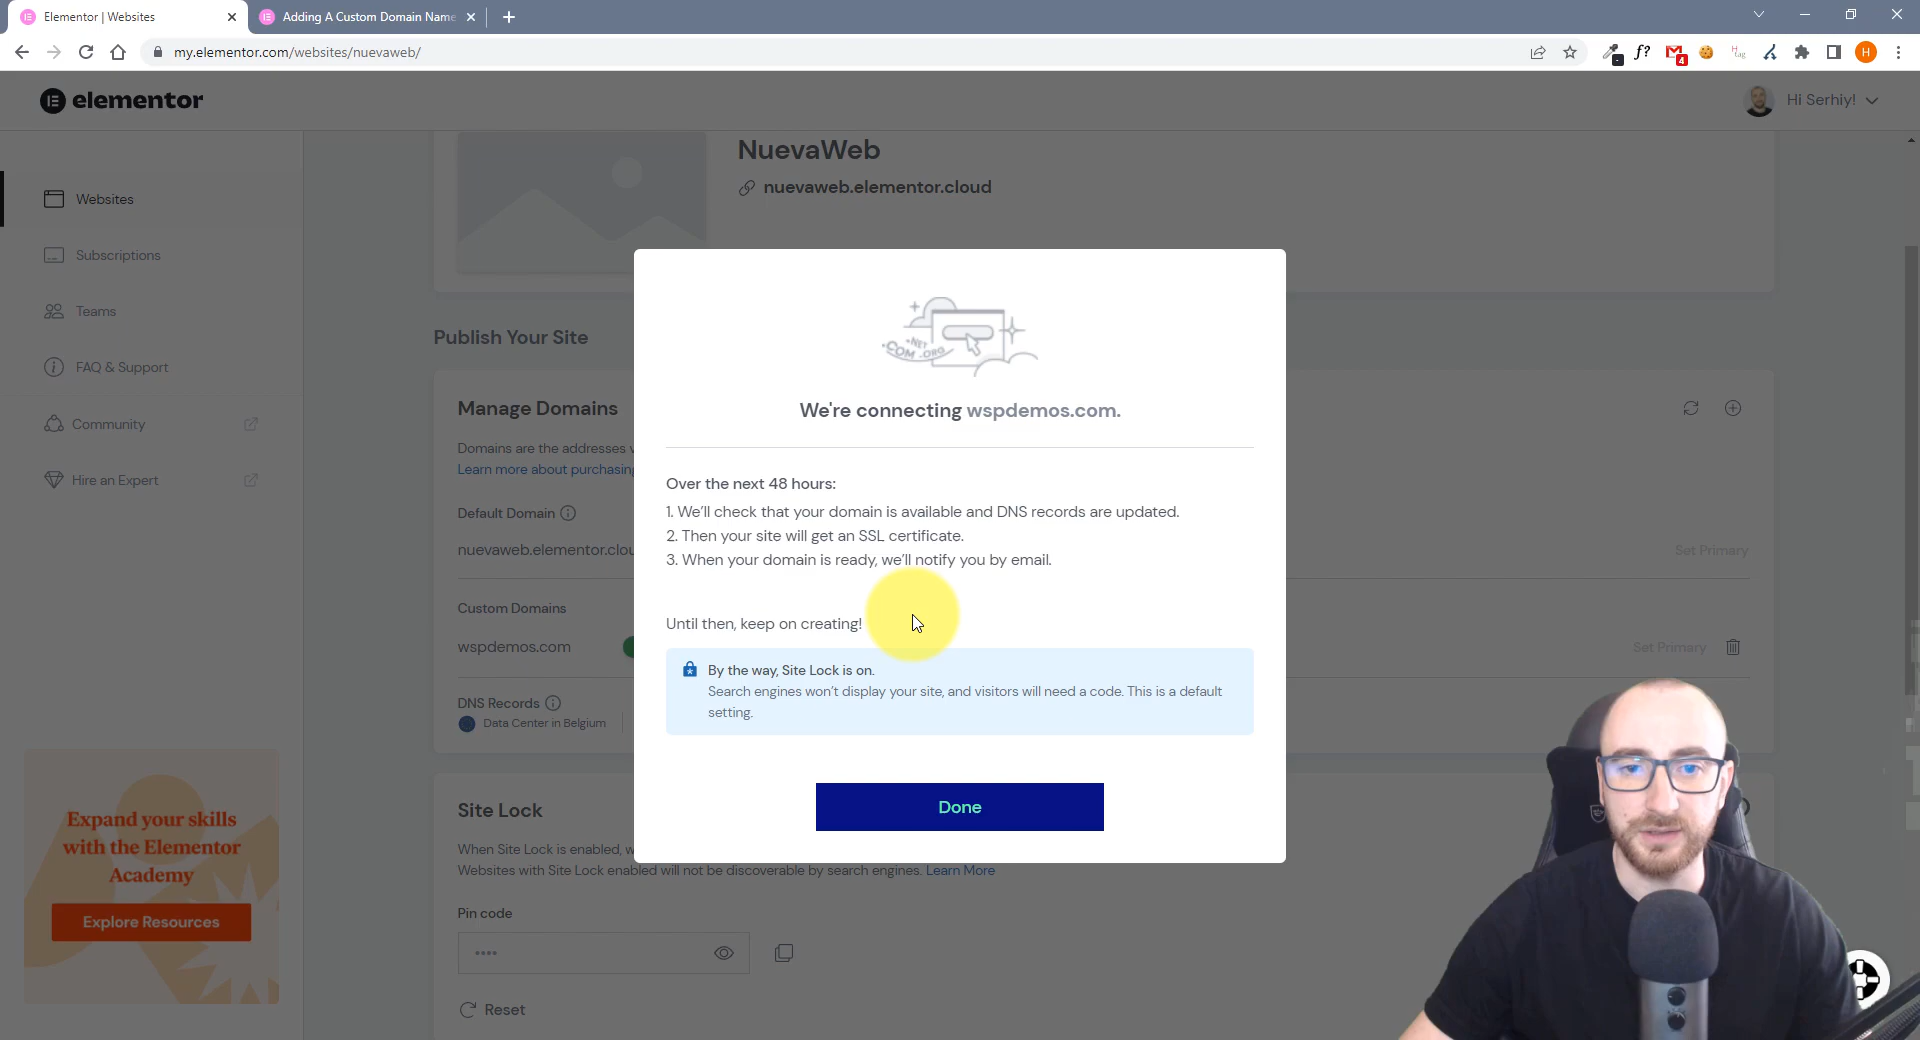 Elementor | Websites
Adding A Custom Domain Name
my.elementor.com/websites/nuevaweb/
f?
4
H
tag
H
elementor
Hi Serhiy!
Websites
Subscriptions
Teams
FAQ & Support
Community
Hire an Expert
Expand your skills
with the Elementor
Academy
Explore Resources
NuevaWeb
nuevaweb.elementor.cloud
Publish Your Site
Manage Domains
Domains are the addresses
Learn more about purchasing
Default Domain
nuevaweb.elementor.clou
Set Primary
Custom Domains
wspdemos.com
Set Primary
DNS Records
Data Center in Belgium
.NET
.COM .ORG
We're connecting wspdemos.com.
Over the next 48 hours:
1. We'll check that your domain is available and DNS records are updated.
2. Then your site will get an SSL certificate.
3. When your domain is ready, we'll notify you by email.
Until then, keep on creating!
By the way, Site Lock is on.
Search engines won't display your site, and visitors will need a code. This is a default
setting.
Done
Site Lock
When Site Lock is enabled, w
Websites with Site Lock enabled will not be discoverable by search engines. Learn More
Pin code
Reset